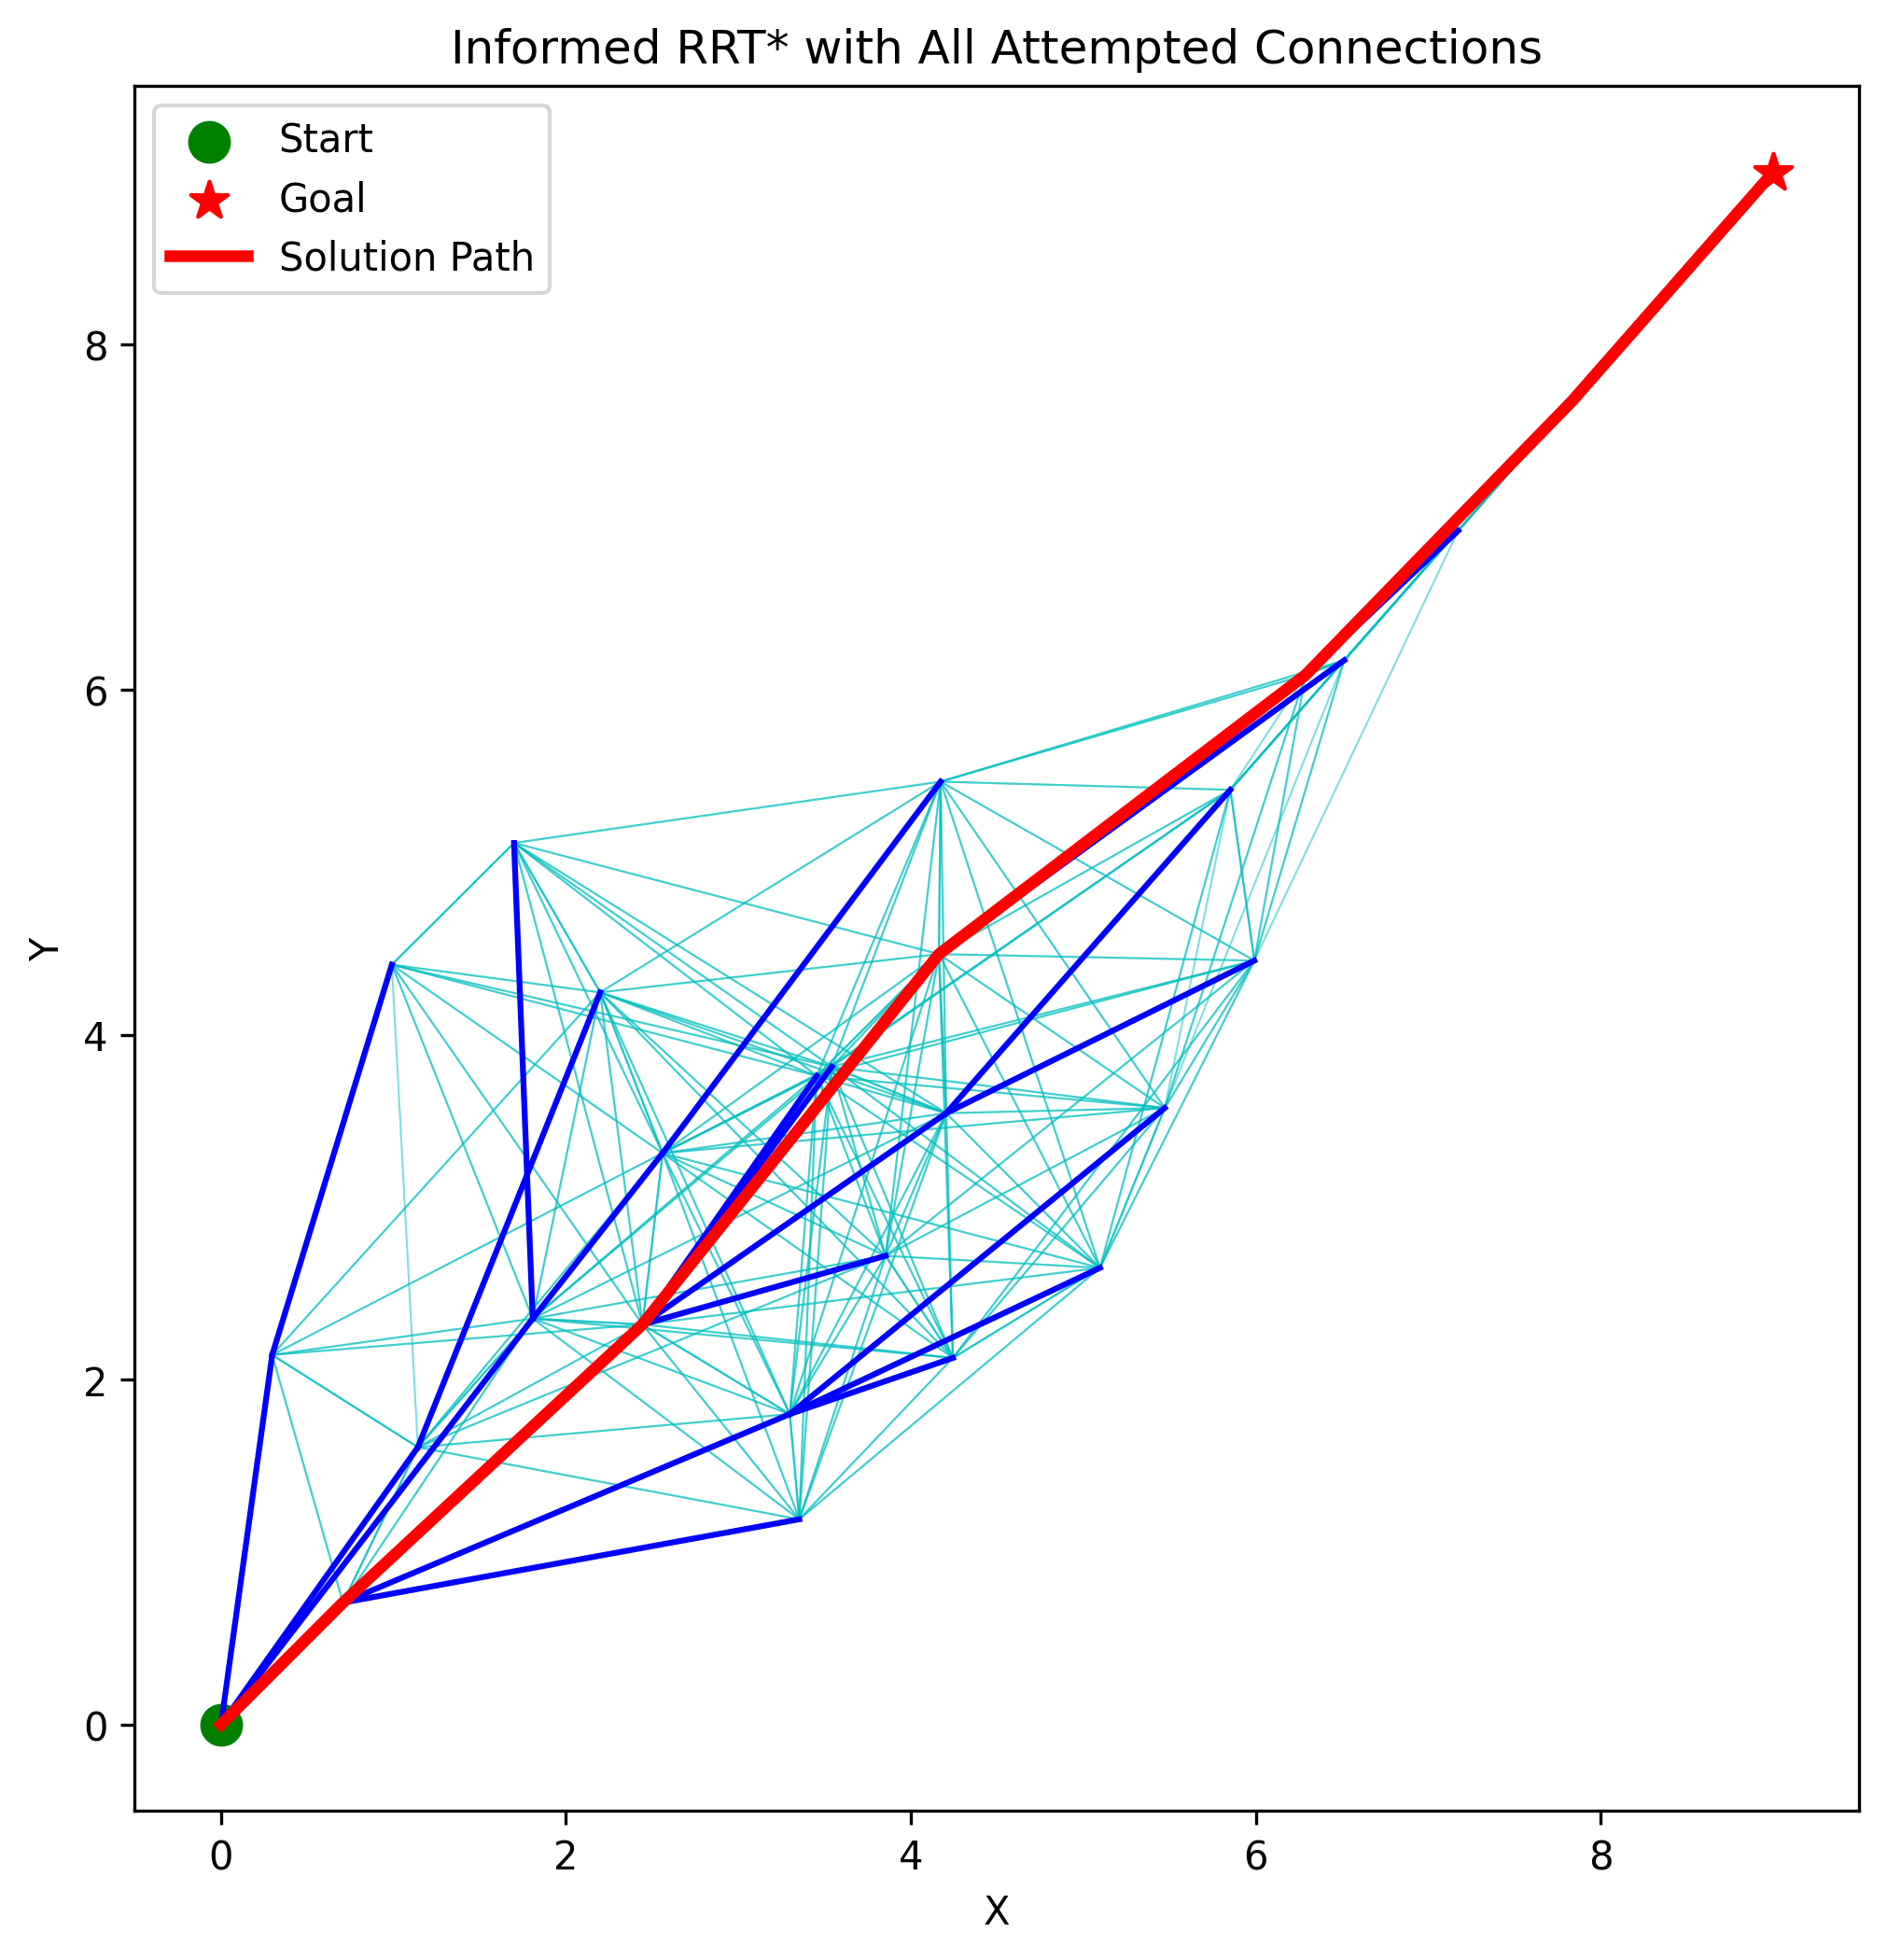 Informed RRT* with All Attempted Connections
Start
Goal
Solution Path
8
6
Y
4
2
0
0 2 4 6 8
X